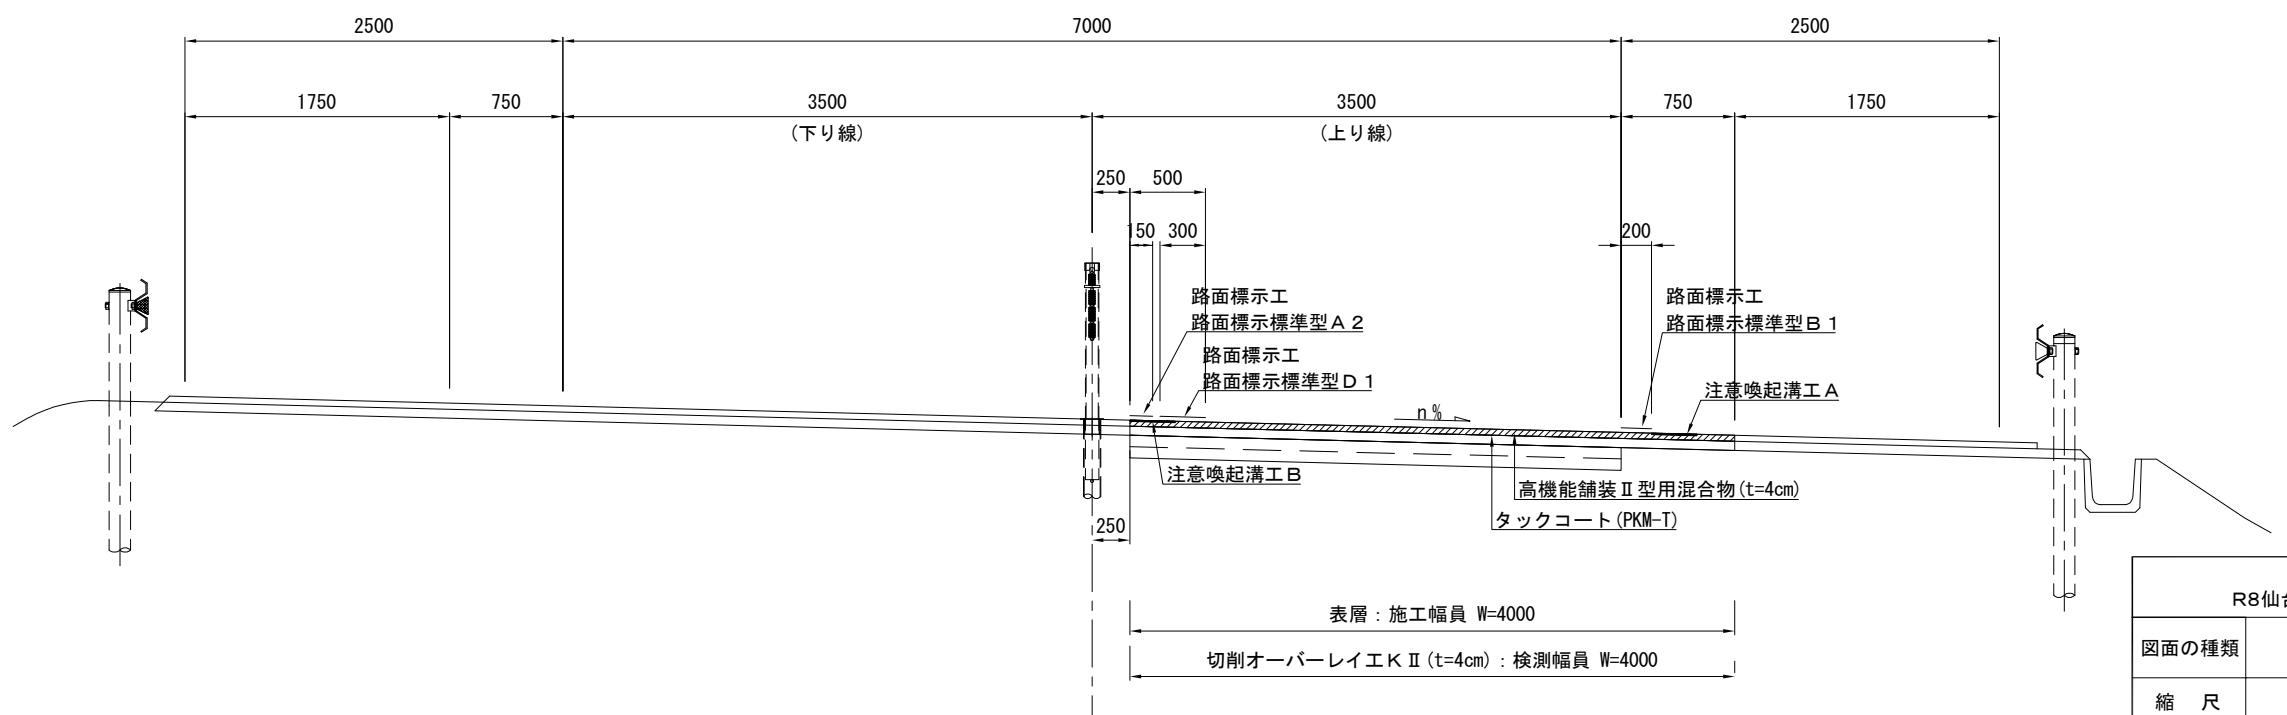 2500
7000
2500
1750
750
3500
3500
750
1750
(下り線)
(上り線)
250
500
150
300
200
路面標示工
路面標示標準型A2
路面標示工
路面標示標準型D1
路面標示工
路面標示標準型B1
注意喚起溝工A
n%
注意喚起溝工B
高機能舗装Ⅱ型用混合物(t=4cm)
タックコート(PKM-T)
250
表層：施工幅員 W=4000
切削オーバーレイ工KⅡ(t=4cm)：検測幅員 W=4000
R8仙台
図面の種類
縮 尺